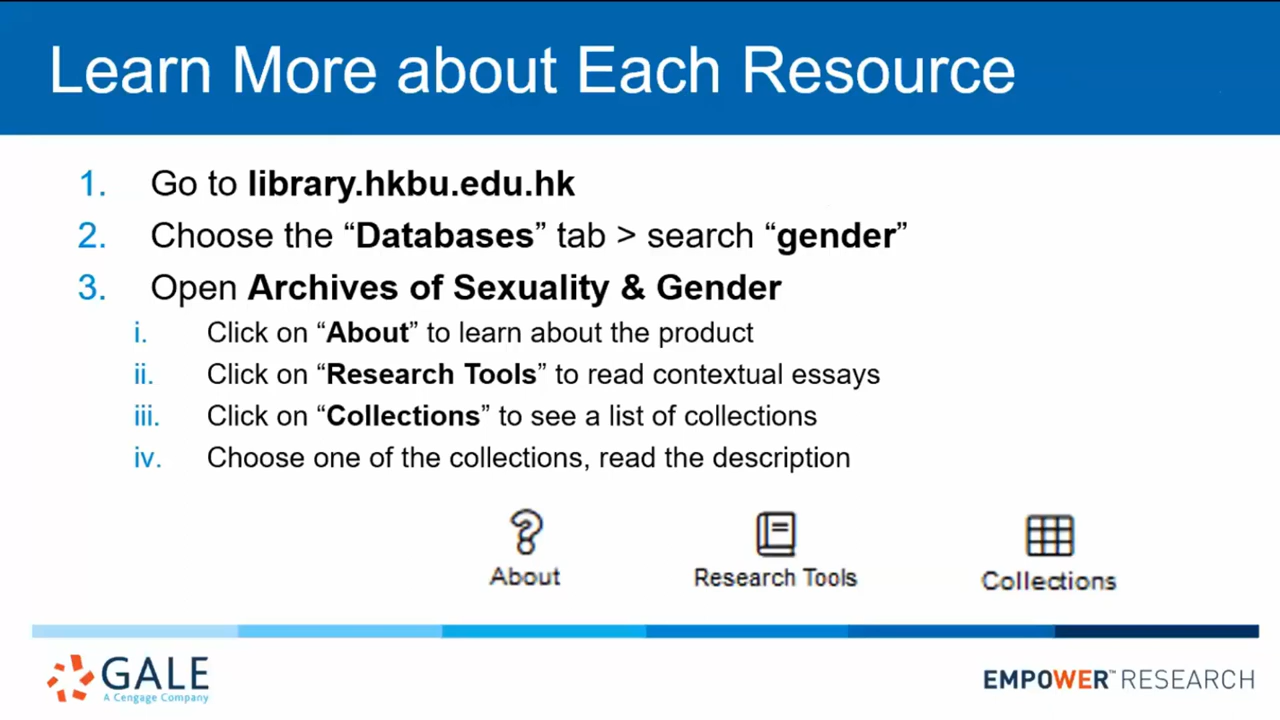 Learn More about Each Resource
1. Go to library.hkbu.edu.hk
2. Choose the “Databases” tab > search “gender”
3. Open Archives of Sexuality & Gender
i. Click on “About” to learn about the product
ii. Click on “Research Tools” to read contextual essays
iii. Click on “Collections” to see a list of collections
iv. Choose one of the collections, read the description
About
Research Tools
Collections
GALE
A Cengage Company
EMPOWER™ RESEARCH